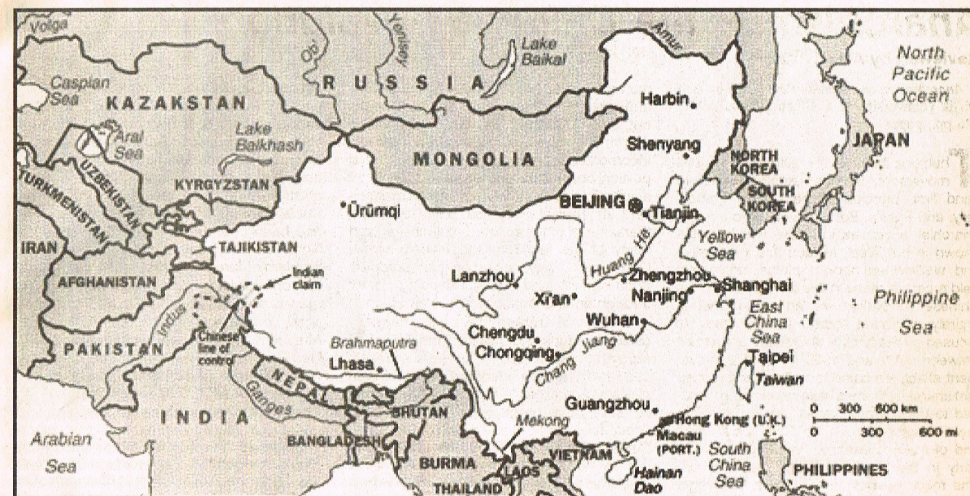 Volga
Ob'
Yenisey
Lake
Baikal
Amur
North
Pacific
Ocean
Caspian
Sea
RUSSIA
KAZAKSTAN
Harbin
Aral
Sea
Lake
Balkhash
MONGOLIA
Shenyang
JAPAN
NORTH
KOREA
TURKMENISTAN
UZBEKISTAN
KYRGYZSTAN
SOUTH
KOREA
Ürümqi
BEIJING
Tianjin
IRAN
TAJIKISTAN
Yellow
Sea
Huang He
AFGHANISTAN
Indian
claim
Lanzhou
Zhengzhou
Xi'an
Nanjing
Shanghai
Philippine
Sea
Indus
Chinese
line of
control
PAKISTAN
Wuhan
East
China
Sea
Chengdu
Chongqing
Chang Jiang
Brahmaputra
Lhasa
Taipei
Taiwan
NEPAL
Ganges
INDIA
BHUTAN
Guangzhou
0 300 600 km
0 300 600 mi
Hong Kong (U.K.)
Macau
(PORT.)
Mekong
Arabian
Sea
BANGLADESH
BURMA
VIETNAM
LAOS
THAILAND
Hainan
Dao
South
China
Sea
PHILIPPINES